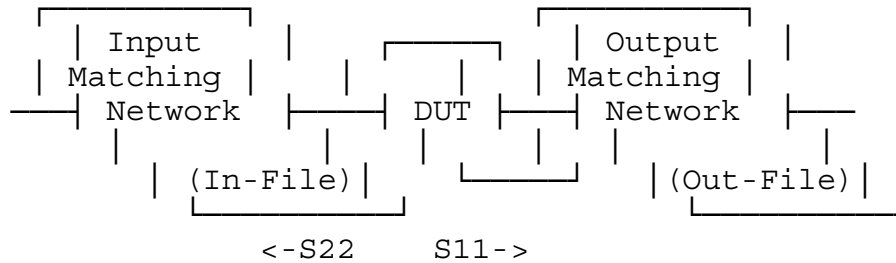 Input Output
Matching Matching
Network DUT Network
(In-File) (Out-File)
<-S22 S11->